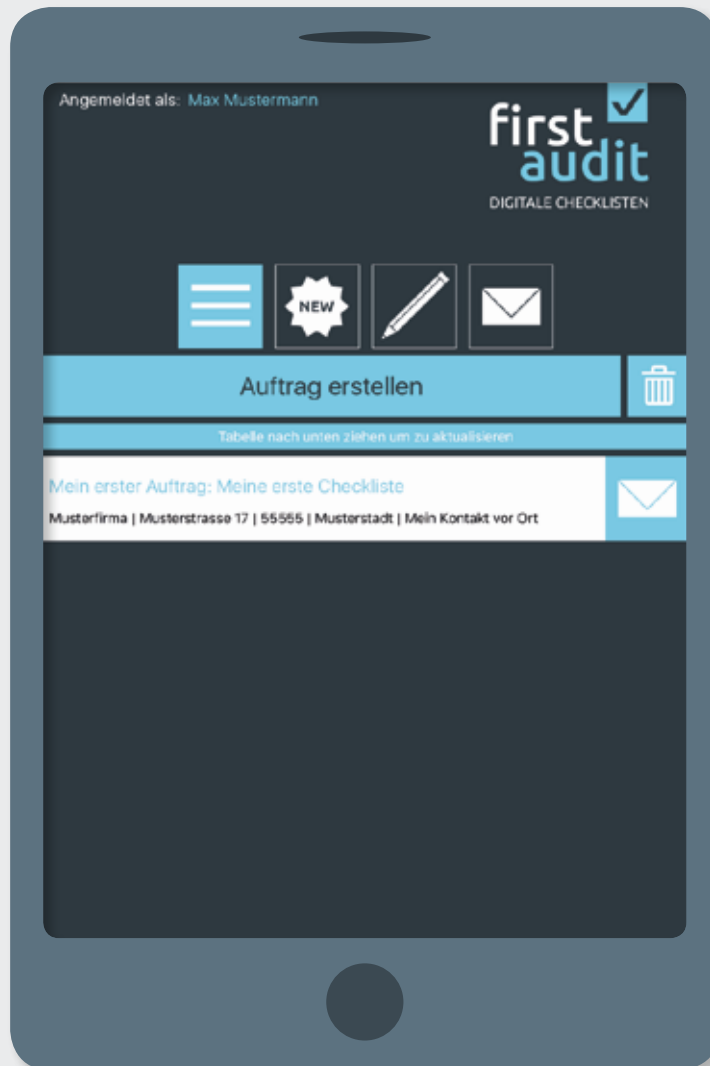 Angemeldet als: Max Mustermann
first
audit
DIGITALE CHECKLISTEN
NEW
Auftrag erstellen
Tabelle nach unten ziehen um zu aktualisieren
Mein erster Auftrag: Meine erste Checkliste
Musterfirma | Musterstrasse 17 | 55555 | Musterstadt | Mein Kontakt vor Ort